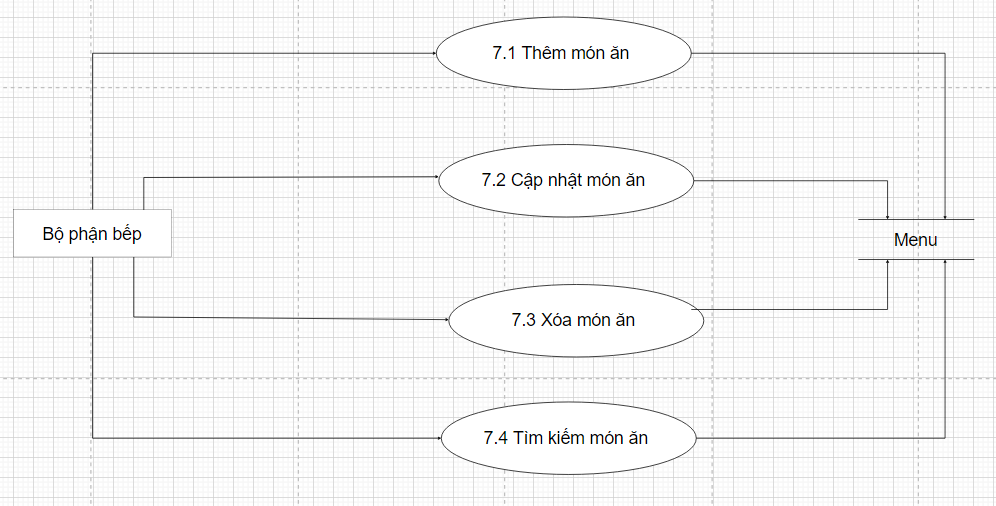 7.1 Thêm món ăn
7.2 Cập nhật món ăn
Bộ phận bếp
Menu
7.3 Xóa món ăn
7.4 Tìm kiếm món ăn